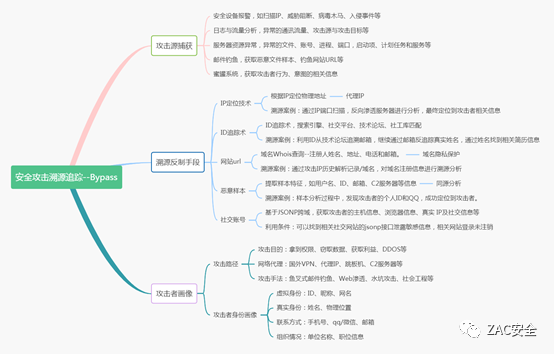 安全攻击溯源追踪--Bypass
攻击源捕获
安全设备报警，如扫描IP、威胁阻断、病毒木马、入侵事件等
日志与流量分析，异常的通讯流量、攻击源与攻击目标等
服务器资源异常，异常的文件、账号、进程、端口，启动项、计划任务和服务等
邮件钓鱼，获取恶意文件样本、钓鱼网站URL等
蜜罐系统，获取攻击者行为、意图的相关信息
溯源反制手段
IP定位技术
根据IP定位物理地址 代理IP
溯源案例：通过IP端口扫描，反向渗透服务器进行分析，最终定位到攻击者相关信息
ID追踪术
ID追踪术，搜索引擎、社交平台、技术论坛、社工库匹配
溯源案例：利用ID从技术论坛追溯邮箱，继续通过邮箱反追踪真实姓名，通过姓名找到相关简历信息
网站url
域名Whois查询--注册人姓名、地址、电话和邮箱。 域名隐私保护
溯源案例：通过攻击IP历史解析记录/域名，对域名注册信息进行溯源分析
恶意样本
提取样本特征，如用户名、ID、邮箱、C2服务器等信息 同源分析
溯源案例：样本分析过程中，发现攻击者的个人ID和QQ，成功定位到攻击者。
社交账号
基于JSONP跨域，获取攻击者的主机信息、浏览器信息、真实 IP及社交信息等
利用条件：可以找到相关社交网站的jsonp接口泄露敏感信息，相关网站登录未注销
攻击者画像
攻击路径
攻击目的：拿到权限、窃取数据、获取利益、DDOS等
网络代理：国外VPN、代理IP、跳板机、C2服务器等
攻击手法：鱼叉式邮件钓鱼、Web渗透、水坑攻击、社会工程等
攻击者身份画像
虚拟身份：ID、昵称、网名
真实身份：姓名、物理位置
联系方式：手机号、qq/微信、邮箱
组织情况：单位名称、职位信息
ZAC安全